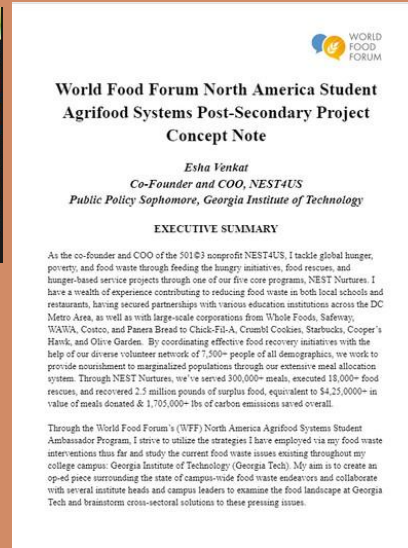 WORLD
FOOD
FORUM
World Food Forum North America Student
Agrifood Systems Post-Secondary Project
Concept Note
Esha Venkat
Co-Founder and COO, NEST4US
Public Policy Sophomore, Georgia Institute of Technology
EXECUTIVE SUMMARY
As the co-founder and COO of the 501©3 nonprofit NEST4US, I tackle global hunger,
poverty, and food waste through feeding the hungry initiatives, food rescues, and
hunger-based service projects through one of our five core programs, NEST Nurtures. I
have a wealth of experience contributing to reducing food waste in both local schools and
restaurants, having secured partnerships with various education institutions across the DC
Metro Area, as well as with large-scale corporations from Whole Foods, Safeway,
WAWA, Costco, and Panera Bread to Chick-Fil-A, Crumbl Cookies, Starbucks, Cooper's
Hawk, and Olive Garden. By coordinating effective food recovery initiatives with the
help of our diverse volunteer network of 7,500+ people of all demographics, we work to
provide nourishment to marginalized populations through our extensive meal allocation
system. Through NEST Nurtures, we've served 300,000+ meals, executed 18,000+ food
rescues, and recovered 2.5 million pounds of surplus food, equivalent to $4,25,0000+ in
value of meals donated & 1,705,000+ lbs of carbon emissions saved overall.
Through the World Food Forum's (WFF) North America Agrifood Systems Student
Ambassador Program, I strive to utilize the strategies I have employed via my food waste
interventions thus far and study the current food waste issues existing throughout my
college campus: Georgia Institute of Technology (Georgia Tech). My aim is to create an
op-ed piece surrounding the state of campus-wide food waste endeavors and collaborate
with several institute heads and campus leaders to examine the food landscape at Georgia
Tech and brainstorm cross-sectoral solutions to these pressing issues.